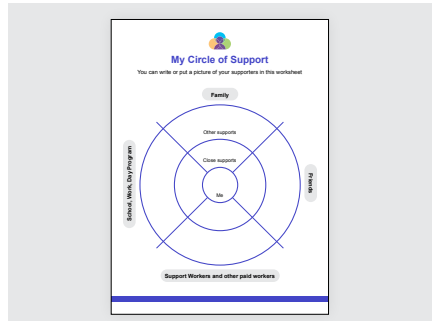 My Circle of Support
You can write or put a picture of your supporters in this worksheet
Family
Other supports
Close supports
Me
School, Work, Day Program
Friends
Support Workers and other paid workers